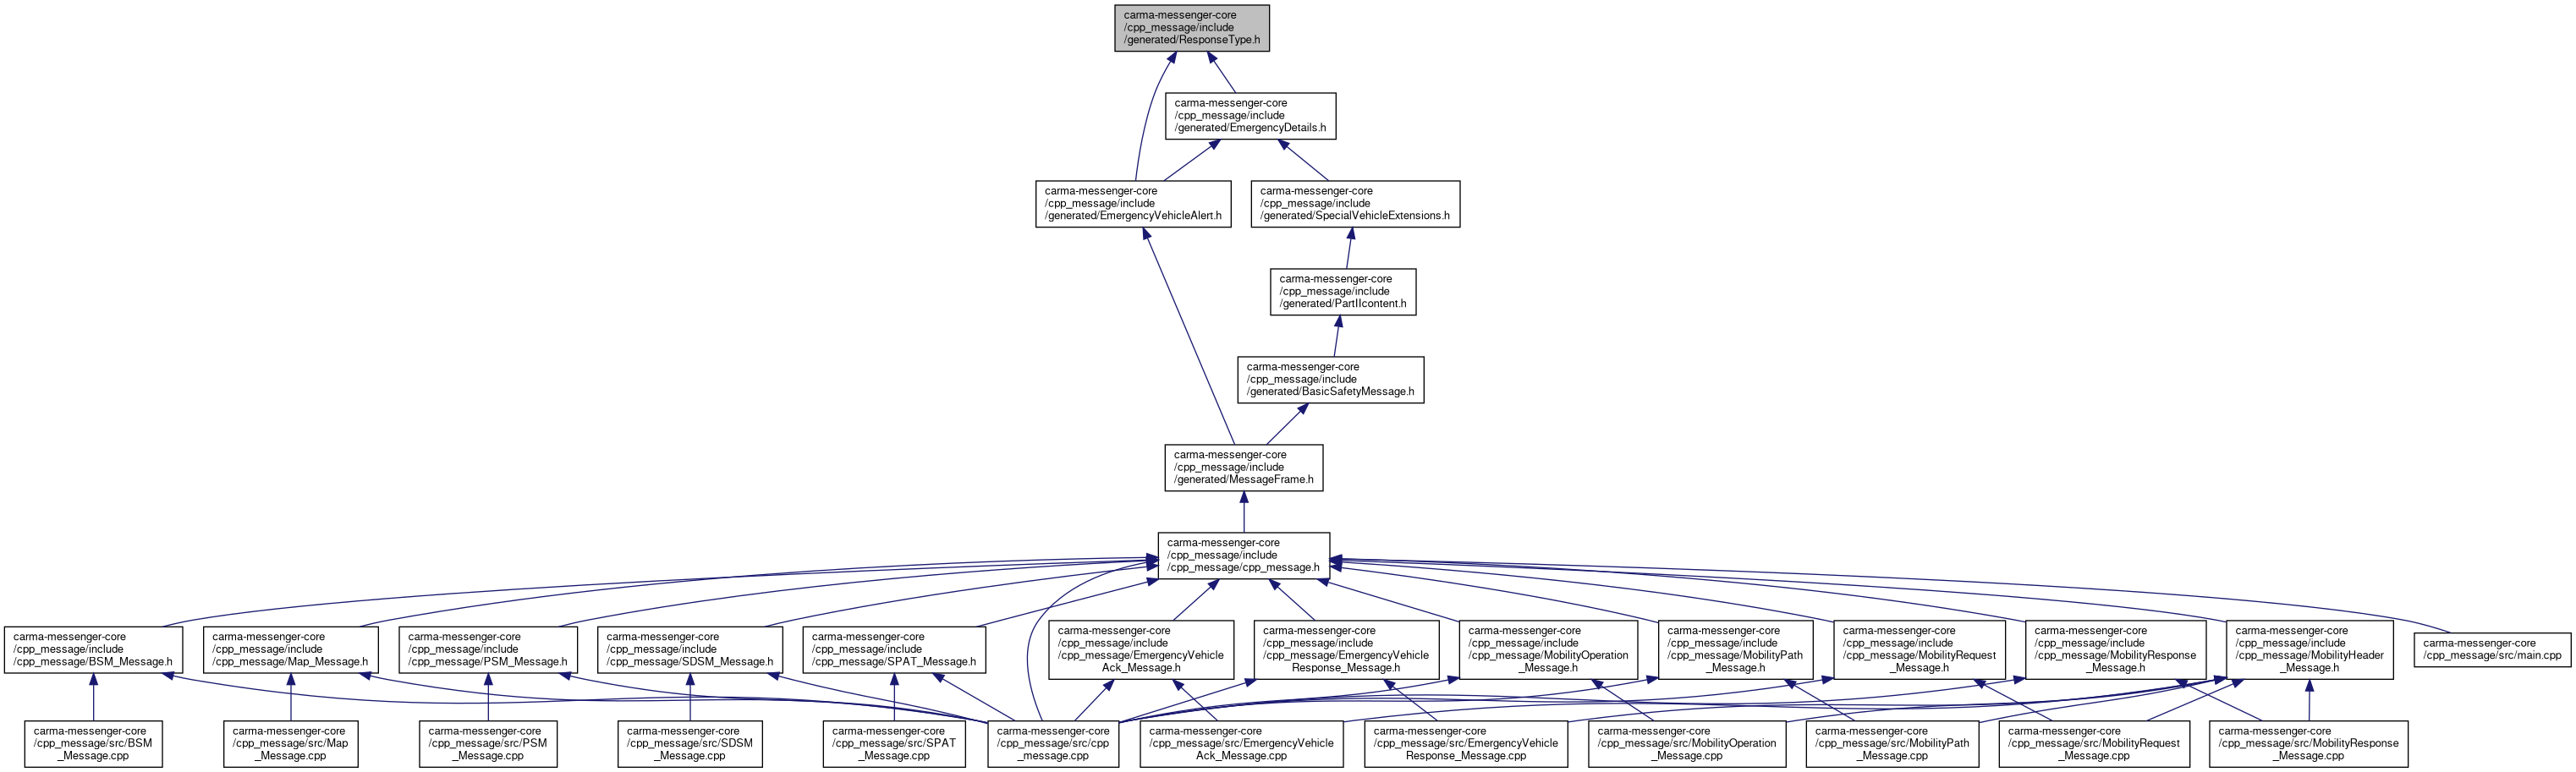 carma-messenger-core
/cpp_message/include
/generated/ResponseType.h
carma-messenger-core
/cpp_message/include
/generated/EmergencyDetails.h
carma-messenger-core
/cpp_message/include
/generated/EmergencyVehicleAlert.h
carma-messenger-core
/cpp_message/include
/generated/SpecialVehicleExtensions.h
carma-messenger-core
/cpp_message/include
/generated/PartIIcontent.h
carma-messenger-core
/cpp_message/include
/generated/BasicSafetyMessage.h
carma-messenger-core
/cpp_message/include
/generated/MessageFrame.h
carma-messenger-core
/cpp_message/include
/cpp_message/cpp_message.h
carma-messenger-core
/cpp_message/include
/cpp_message/BSM_Message.h
carma-messenger-core
/cpp_message/include
/cpp_message/Map_Message.h
carma-messenger-core
/cpp_message/include
/cpp_message/PSM_Message.h
carma-messenger-core
/cpp_message/include
/cpp_message/SDSM_Message.h
carma-messenger-core
/cpp_message/include
/cpp_message/SPAT_Message.h
carma-messenger-core
/cpp_message/include
/cpp_message/EmergencyVehicle
Ack_Message.h
carma-messenger-core
/cpp_message/include
/cpp_message/EmergencyVehicle
Response_Message.h
carma-messenger-core
/cpp_message/include
/cpp_message/MobilityOperation
_Message.h
carma-messenger-core
/cpp_message/include
/cpp_message/MobilityPath
_Message.h
carma-messenger-core
/cpp_message/include
/cpp_message/MobilityRequest
_Message.h
carma-messenger-core
/cpp_message/include
/cpp_message/MobilityResponse
_Message.h
carma-messenger-core
/cpp_message/include
/cpp_message/MobilityHeader
_Message.h
carma-messenger-core
/cpp_message/src/main.cpp
carma-messenger-core
/cpp_message/src/BSM
_Message.cpp
carma-messenger-core
/cpp_message/src/Map
_Message.cpp
carma-messenger-core
/cpp_message/src/PSM
_Message.cpp
carma-messenger-core
/cpp_message/src/SDSM
_Message.cpp
carma-messenger-core
/cpp_message/src/SPAT
_Message.cpp
carma-messenger-core
/cpp_message/src/cpp
_message.cpp
carma-messenger-core
/cpp_message/src/EmergencyVehicle
Ack_Message.cpp
carma-messenger-core
/cpp_message/src/EmergencyVehicle
Response_Message.cpp
carma-messenger-core
/cpp_message/src/MobilityOperation
_Message.cpp
carma-messenger-core
/cpp_message/src/MobilityPath
_Message.cpp
carma-messenger-core
/cpp_message/src/MobilityRequest
_Message.cpp
carma-messenger-core
/cpp_message/src/MobilityResponse
_Message.cpp